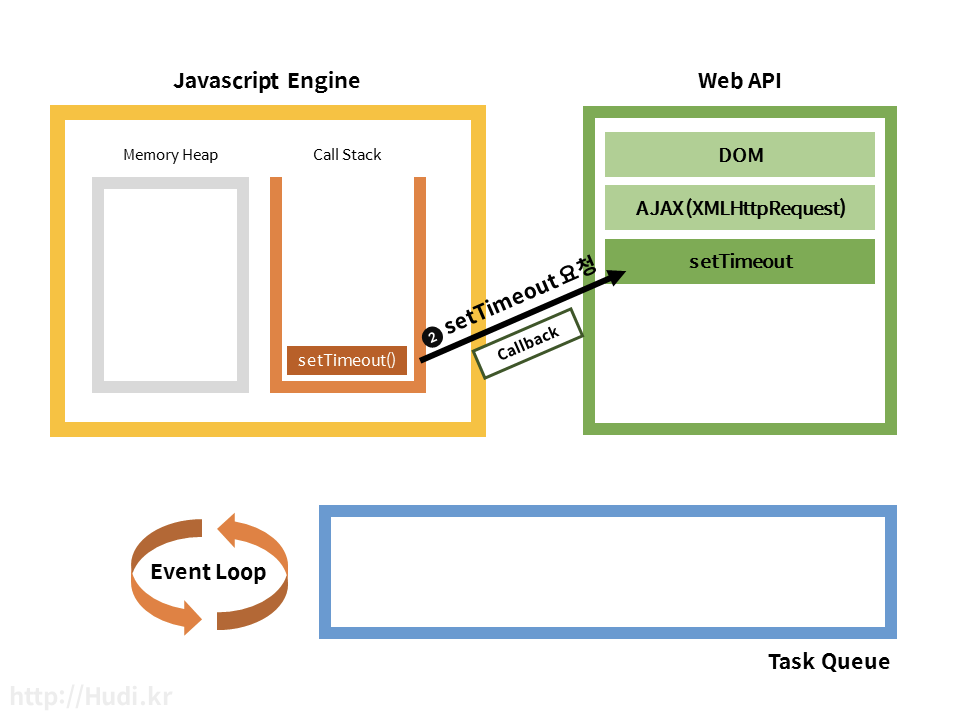 Javascript Engine
Web API
Memory Heap
Call Stack
DOM
AJAX(XMLHttpRequest)
setTimeout
❷ setTimeout 요청
Callback
setTimeout()
Event Loop
Task Queue
http://Hudi.kr